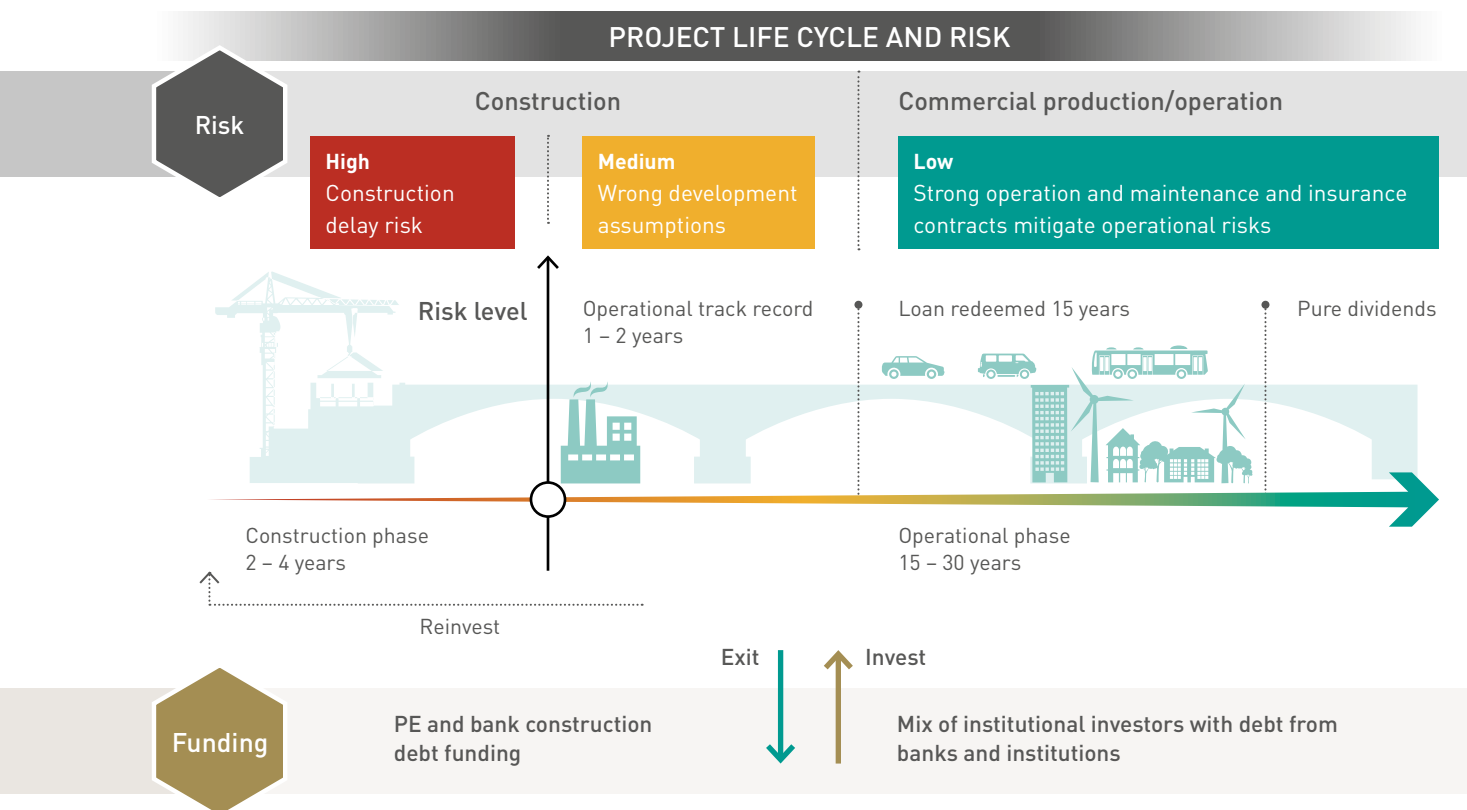 PROJECT LIFE CYCLE AND RISK
Risk
Construction
Commercial production/operation
High
Construction
delay risk
Medium
Wrong development
assumptions
Low
Strong operation and maintenance and insurance
contracts mitigate operational risks
Risk level
Operational track record
1 – 2 years
Loan redeemed 15 years
Pure dividends
Construction phase
2 – 4 years
Operational phase
15 – 30 years
Reinvest
Exit
Invest
Funding
PE and bank construction
debt funding
Mix of institutional investors with debt from
banks and institutions